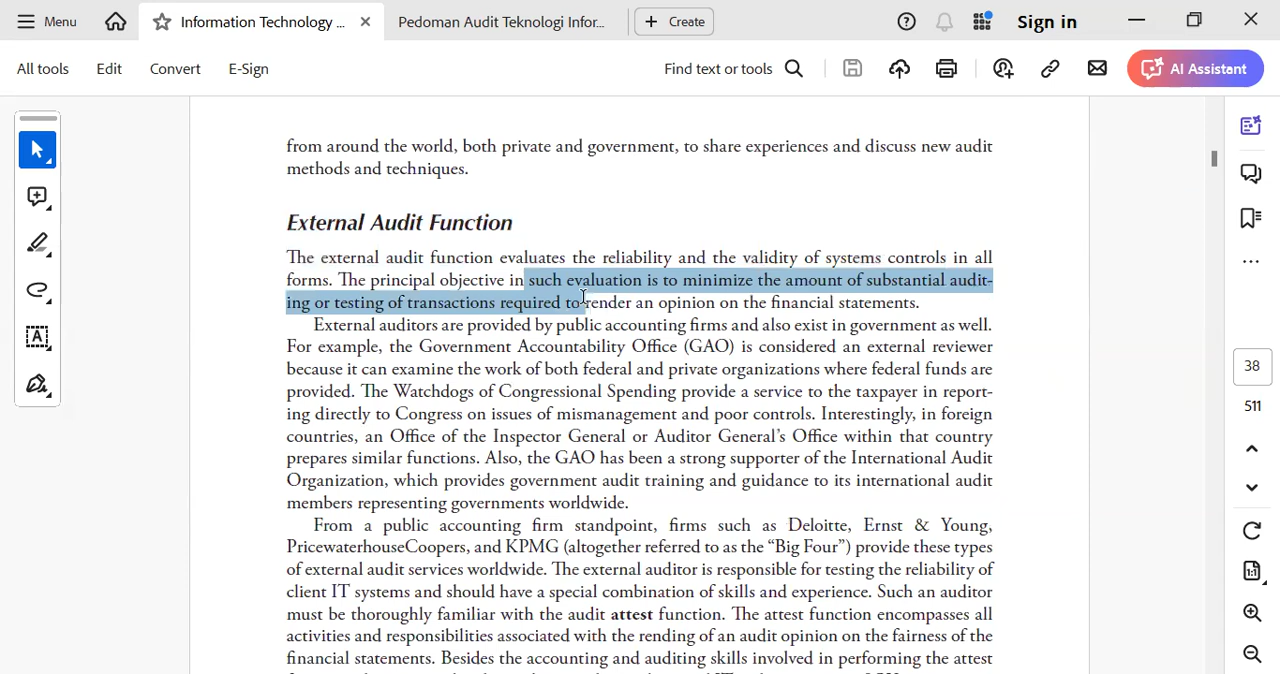 Menu
Information Technology ...
Pedoman Audit Teknologi Infor...
Create
Sign in
All tools
Edit
Convert
E-Sign
Find text or tools
AI Assistant
from around the world, both private and government, to share experiences and discuss new audit
methods and techniques.
External Audit Function
The external audit function evaluates the reliability and the validity of systems controls in all
forms. The principal objective in such evaluation is to minimize the amount of substantial audit-
ing or testing of transactions required to render an opinion on the financial statements.
External auditors are provided by public accounting firms and also exist in government as well.
For example, the Government Accountability Office (GAO) is considered an external reviewer
because it can examine the work of both federal and private organizations where federal funds are
provided. The Watchdogs of Congressional Spending provide a service to the taxpayer in report-
ing directly to Congress on issues of mismanagement and poor controls. Interestingly, in foreign
countries, an Office of the Inspector General or Auditor General's Office within that country
prepares similar functions. Also, the GAO has been a strong supporter of the International Audit
Organization, which provides government audit training and guidance to its international audit
members representing governments worldwide.
From a public accounting firm standpoint, firms such as Deloitte, Ernst & Young,
PricewaterhouseCoopers, and KPMG (altogether referred to as the “Big Four”) provide these types
of external audit services worldwide. The external auditor is responsible for testing the reliability of
client IT systems and should have a special combination of skills and experience. Such an auditor
must be thoroughly familiar with the audit attest function. The attest function encompasses all
activities and responsibilities associated with the rending of an audit opinion on the fairness of the
financial statements. Besides the accounting and auditing skills involved in performing the attest
38
511
1:1